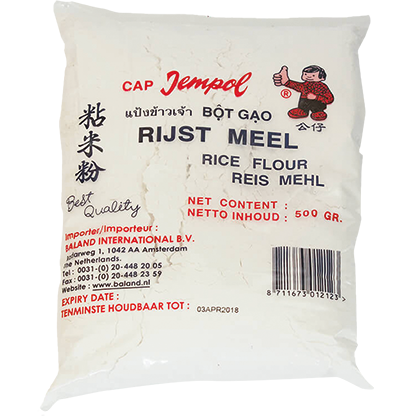 CAP Jempol
®
公仔
แป้งข้าวเจ้า BỘT GẠO
粘米粉
RIJST MEEL
RICE FLOUR
REIS MEHL
Best Quality
NET CONTENT :
NETTO INHOUD : 500 GR.
Importer/Importeur :
BALAND INTERNATIONAL B.V.
1, 1042 AA Amsterdam
Netherlands.
Tel : 0031-(0) 20-448 20 05
Fax : 0031-(0) 20-448 23 59
Website : www.baland.nl
EXPIRY DATE :
TENMINSTE HOUDBAAR TOT : 03APR2018
8 711673 012123 >